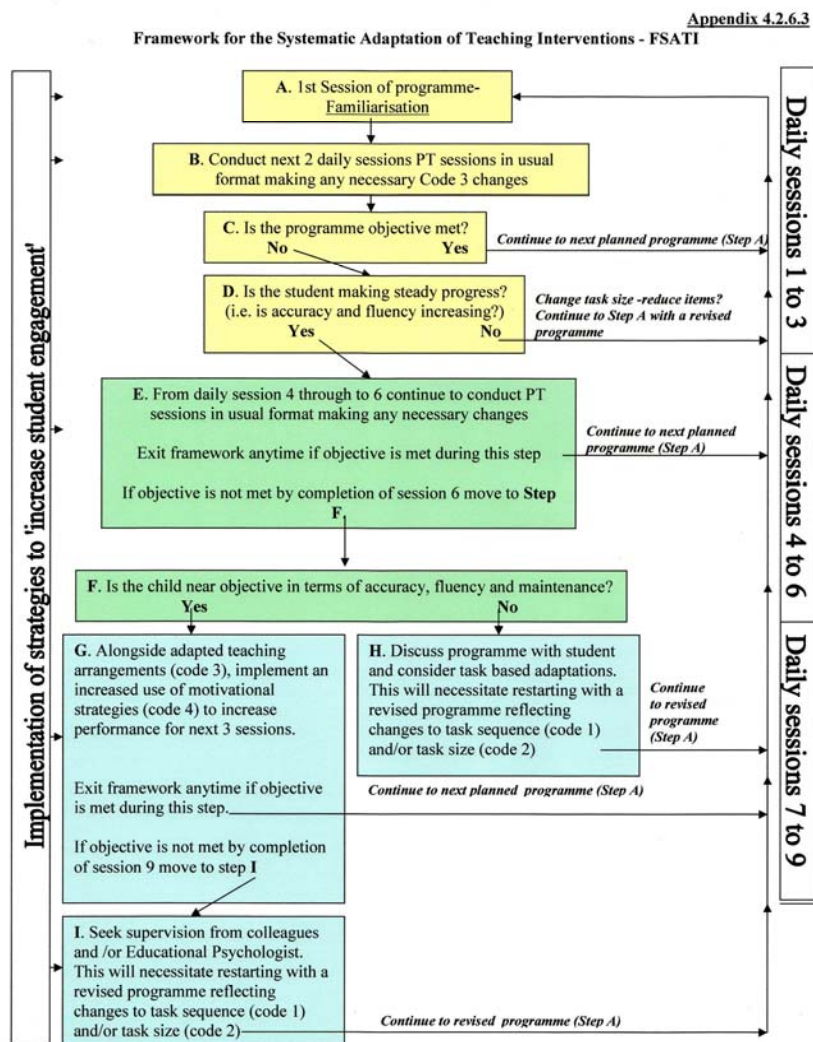 Appendix 4.2.6.3
Framework for the Systematic Adaptation of Teaching Interventions - FSATI
Implementation of strategies to 'increase student engagement'
A. 1st Session of programme-
Familiarisation
B. Conduct next 2 daily sessions PT sessions in usual
format making any necessary Code 3 changes
C. Is the programme objective met?
No Yes
Continue to next planned programme (Step A)
D. Is the student making steady progress?
(i.e. is accuracy and fluency increasing?)
Yes No
Change task size -reduce items?
Continue to Step A with a revised
programme
Daily sessions 1 to 3
E. From daily session 4 through to 6 continue to conduct PT
sessions in usual format making any necessary changes
Exit framework anytime if objective is met during this step
If objective is not met by completion of session 6 move to Step
F.
Continue to next planned
programme (Step A)
Daily sessions 4 to 6
F. Is the child near objective in terms of accuracy, fluency and maintenance?
Yes No
G. Alongside adapted teaching
arrangements (code 3), implement an
increased use of motivational
strategies (code 4) to increase
performance for next 3 sessions.
Exit framework anytime if objective
is met during this step.
If objective is not met by completion
of session 9 move to step I
H. Discuss programme with student
and consider task based adaptations.
This will necessitate restarting with a
revised programme reflecting
changes to task sequence (code 1)
and/or task size (code 2)
Continue
to revised
programme
(Step A)
Continue to next planned programme (Step A)
Daily sessions 7 to 9
I. Seek supervision from colleagues
and /or Educational Psychologist.
This will necessitate restarting with a
revised programme reflecting
changes to task sequence (code 1)
and/or task size (code 2)
Continue to revised programme (Step A)